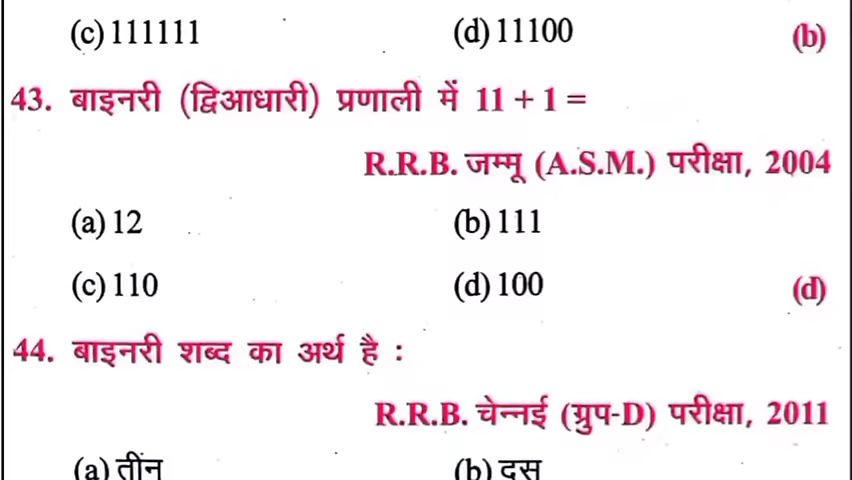 (c) 111111 (d) 11100 (b)
43. बाइनरी (द्विआधारी) प्रणाली में 11 + 1 =
R.R.B. जम्मू (A.S.M.) परीक्षा, 2004
(a) 12 (b) 111
(c) 110 (d) 100 (d)
44. बाइनरी शब्द का अर्थ है :
R.R.B. चेन्नई (ग्रुप-D) परीक्षा, 2011
(a) तीन (b) दस